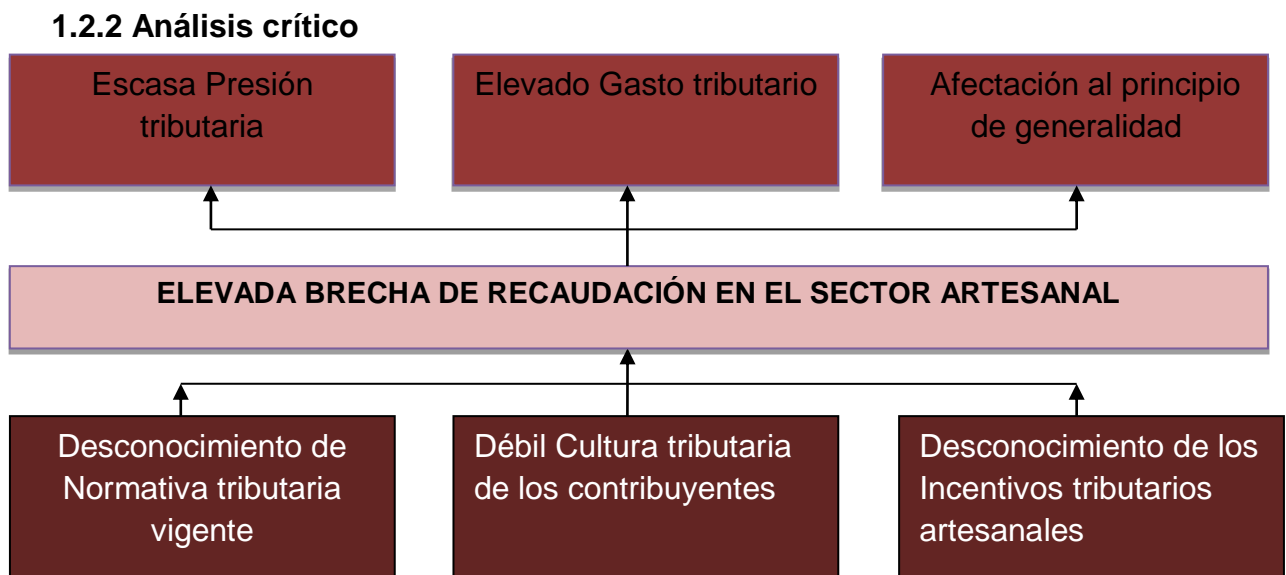 1.2.2 Análisis crítico
Escasa Presión
tributaria
Elevado Gasto tributario
Afectación al principio
de generalidad
ELEVADA BRECHA DE RECAUDACIÓN EN EL SECTOR ARTESANAL
Desconocimiento de
Normativa tributaria
vigente
Débil Cultura tributaria
de los contribuyentes
Desconocimiento de los
Incentivos tributarios
artesanales